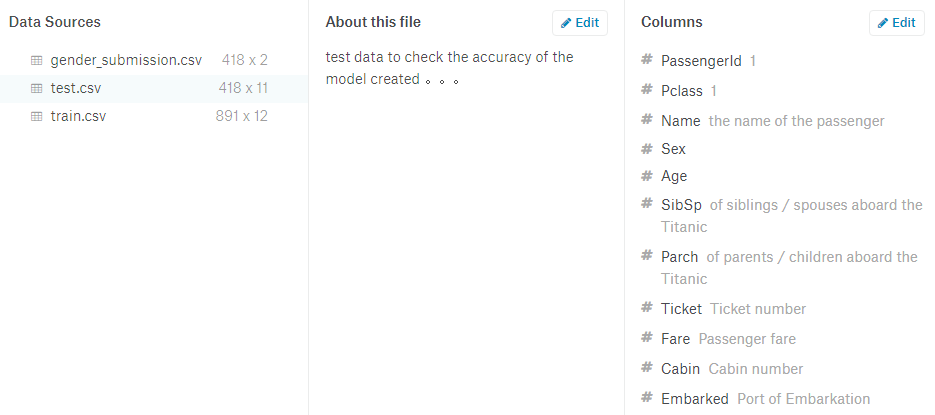 Data Sources
gender_submission.csv 418 x 2
test.csv 418 x 11
train.csv 891 x 12
About this file
Edit
test data to check the accuracy of the
model created 。。。
Columns
Edit
# PassengerId 1
# Pclass 1
# Name the name of the passenger
# Sex
# Age
# SibSp of siblings / spouses aboard the
Titanic
# Parch of parents / children aboard the
Titanic
# Ticket Ticket number
# Fare Passenger fare
# Cabin Cabin number
# Embarked Port of Embarkation